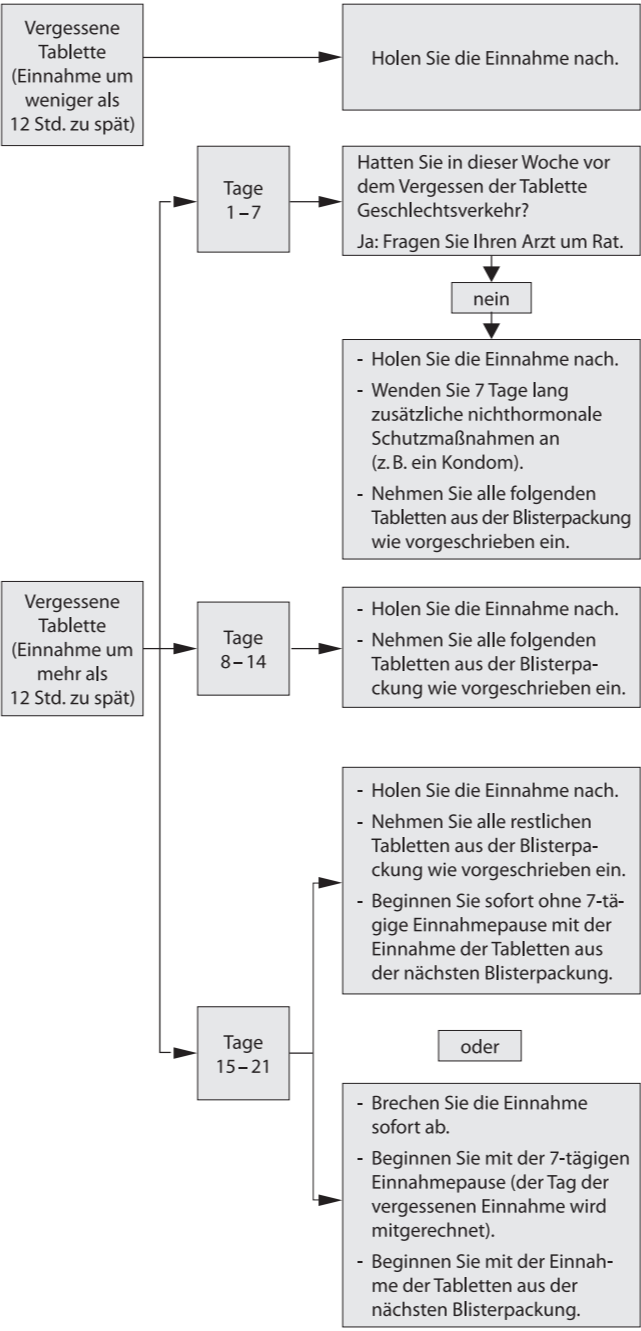 Vergessene
Tablette
(Einnahme um
weniger als
12 Std. zu spät)
Holen Sie die Einnahme nach.
Tage
1–7
Hatten Sie in dieser Woche vor
dem Vergessen der Tablette
Geschlechtsverkehr?
Ja: Fragen Sie Ihren Arzt um Rat.
nein
- Holen Sie die Einnahme nach.
- Wenden Sie 7 Tage lang
zusätzliche nichthormonale
Schutzmaßnahmen an
(z. B. ein Kondom).
- Nehmen Sie alle folgenden
Tabletten aus der Blisterpackung
wie vorgeschrieben ein.
Vergessene
Tablette
(Einnahme um
mehr als
12 Std. zu spät)
Tage
8–14
- Holen Sie die Einnahme nach.
- Nehmen Sie alle folgenden
Tabletten aus der Blisterpa-
ckung wie vorgeschrieben ein.
Tage
15–21
- Holen Sie die Einnahme nach.
- Nehmen Sie alle restlichen
Tabletten aus der Blisterpa-
ckung wie vorgeschrieben ein.
- Beginnen Sie sofort ohne 7-tä-
gige Einnahmepause mit der
Einnahme der Tabletten aus
der nächsten Blisterpackung.
oder
- Brechen Sie die Einnahme
sofort ab.
- Beginnen Sie mit der 7-tägigen
Einnahmepause (der Tag der
vergessenen Einnahme wird
mitgerechnet).
- Beginnen Sie mit der Einnah-
me der Tabletten aus der
nächsten Blisterpackung.